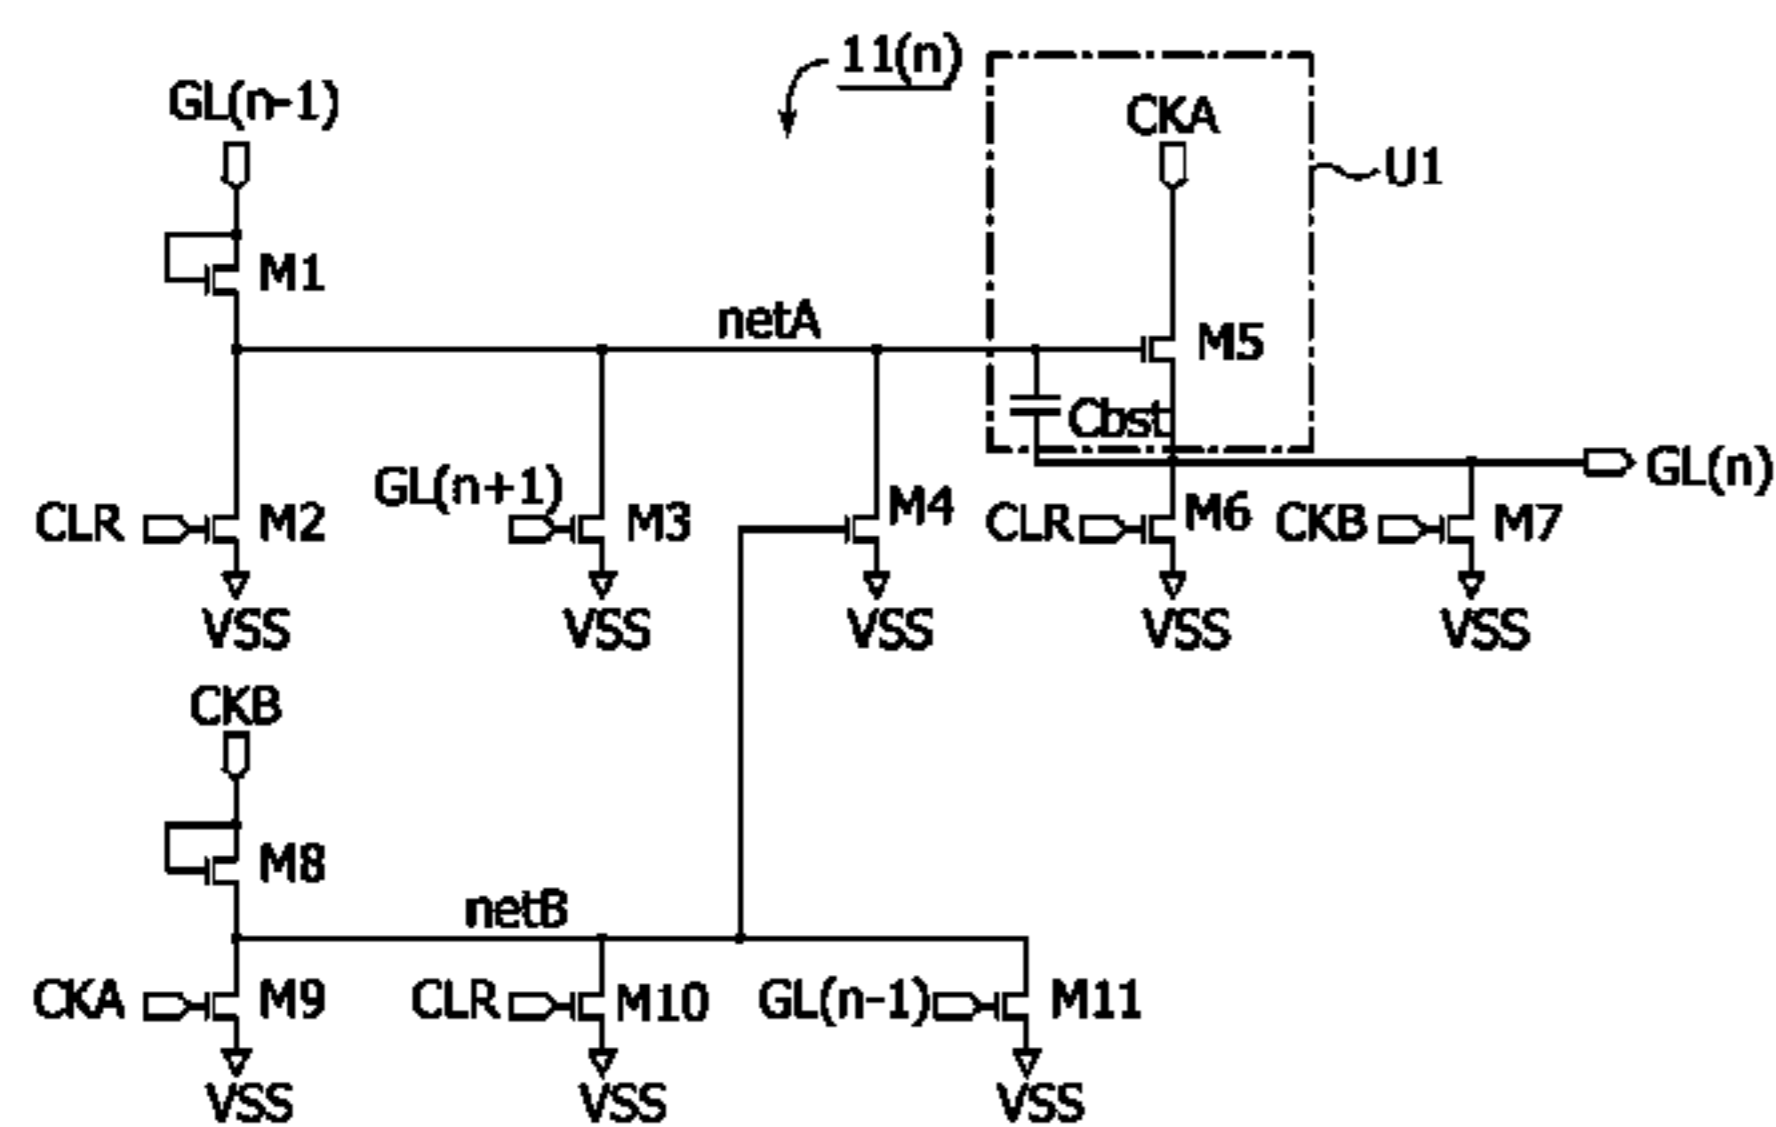 11(n)
GL(n-1)
CKA
U1
M1
netA
M5
Cbst
GL(n+1)
GL(n)
CLR
M2
M3
M4
CLR
M6
CKB
M7
VSS
VSS
VSS
VSS
VSS
CKB
M8
netB
CKA
M9
CLR
M10
GL(n-1)
M11
VSS
VSS
VSS